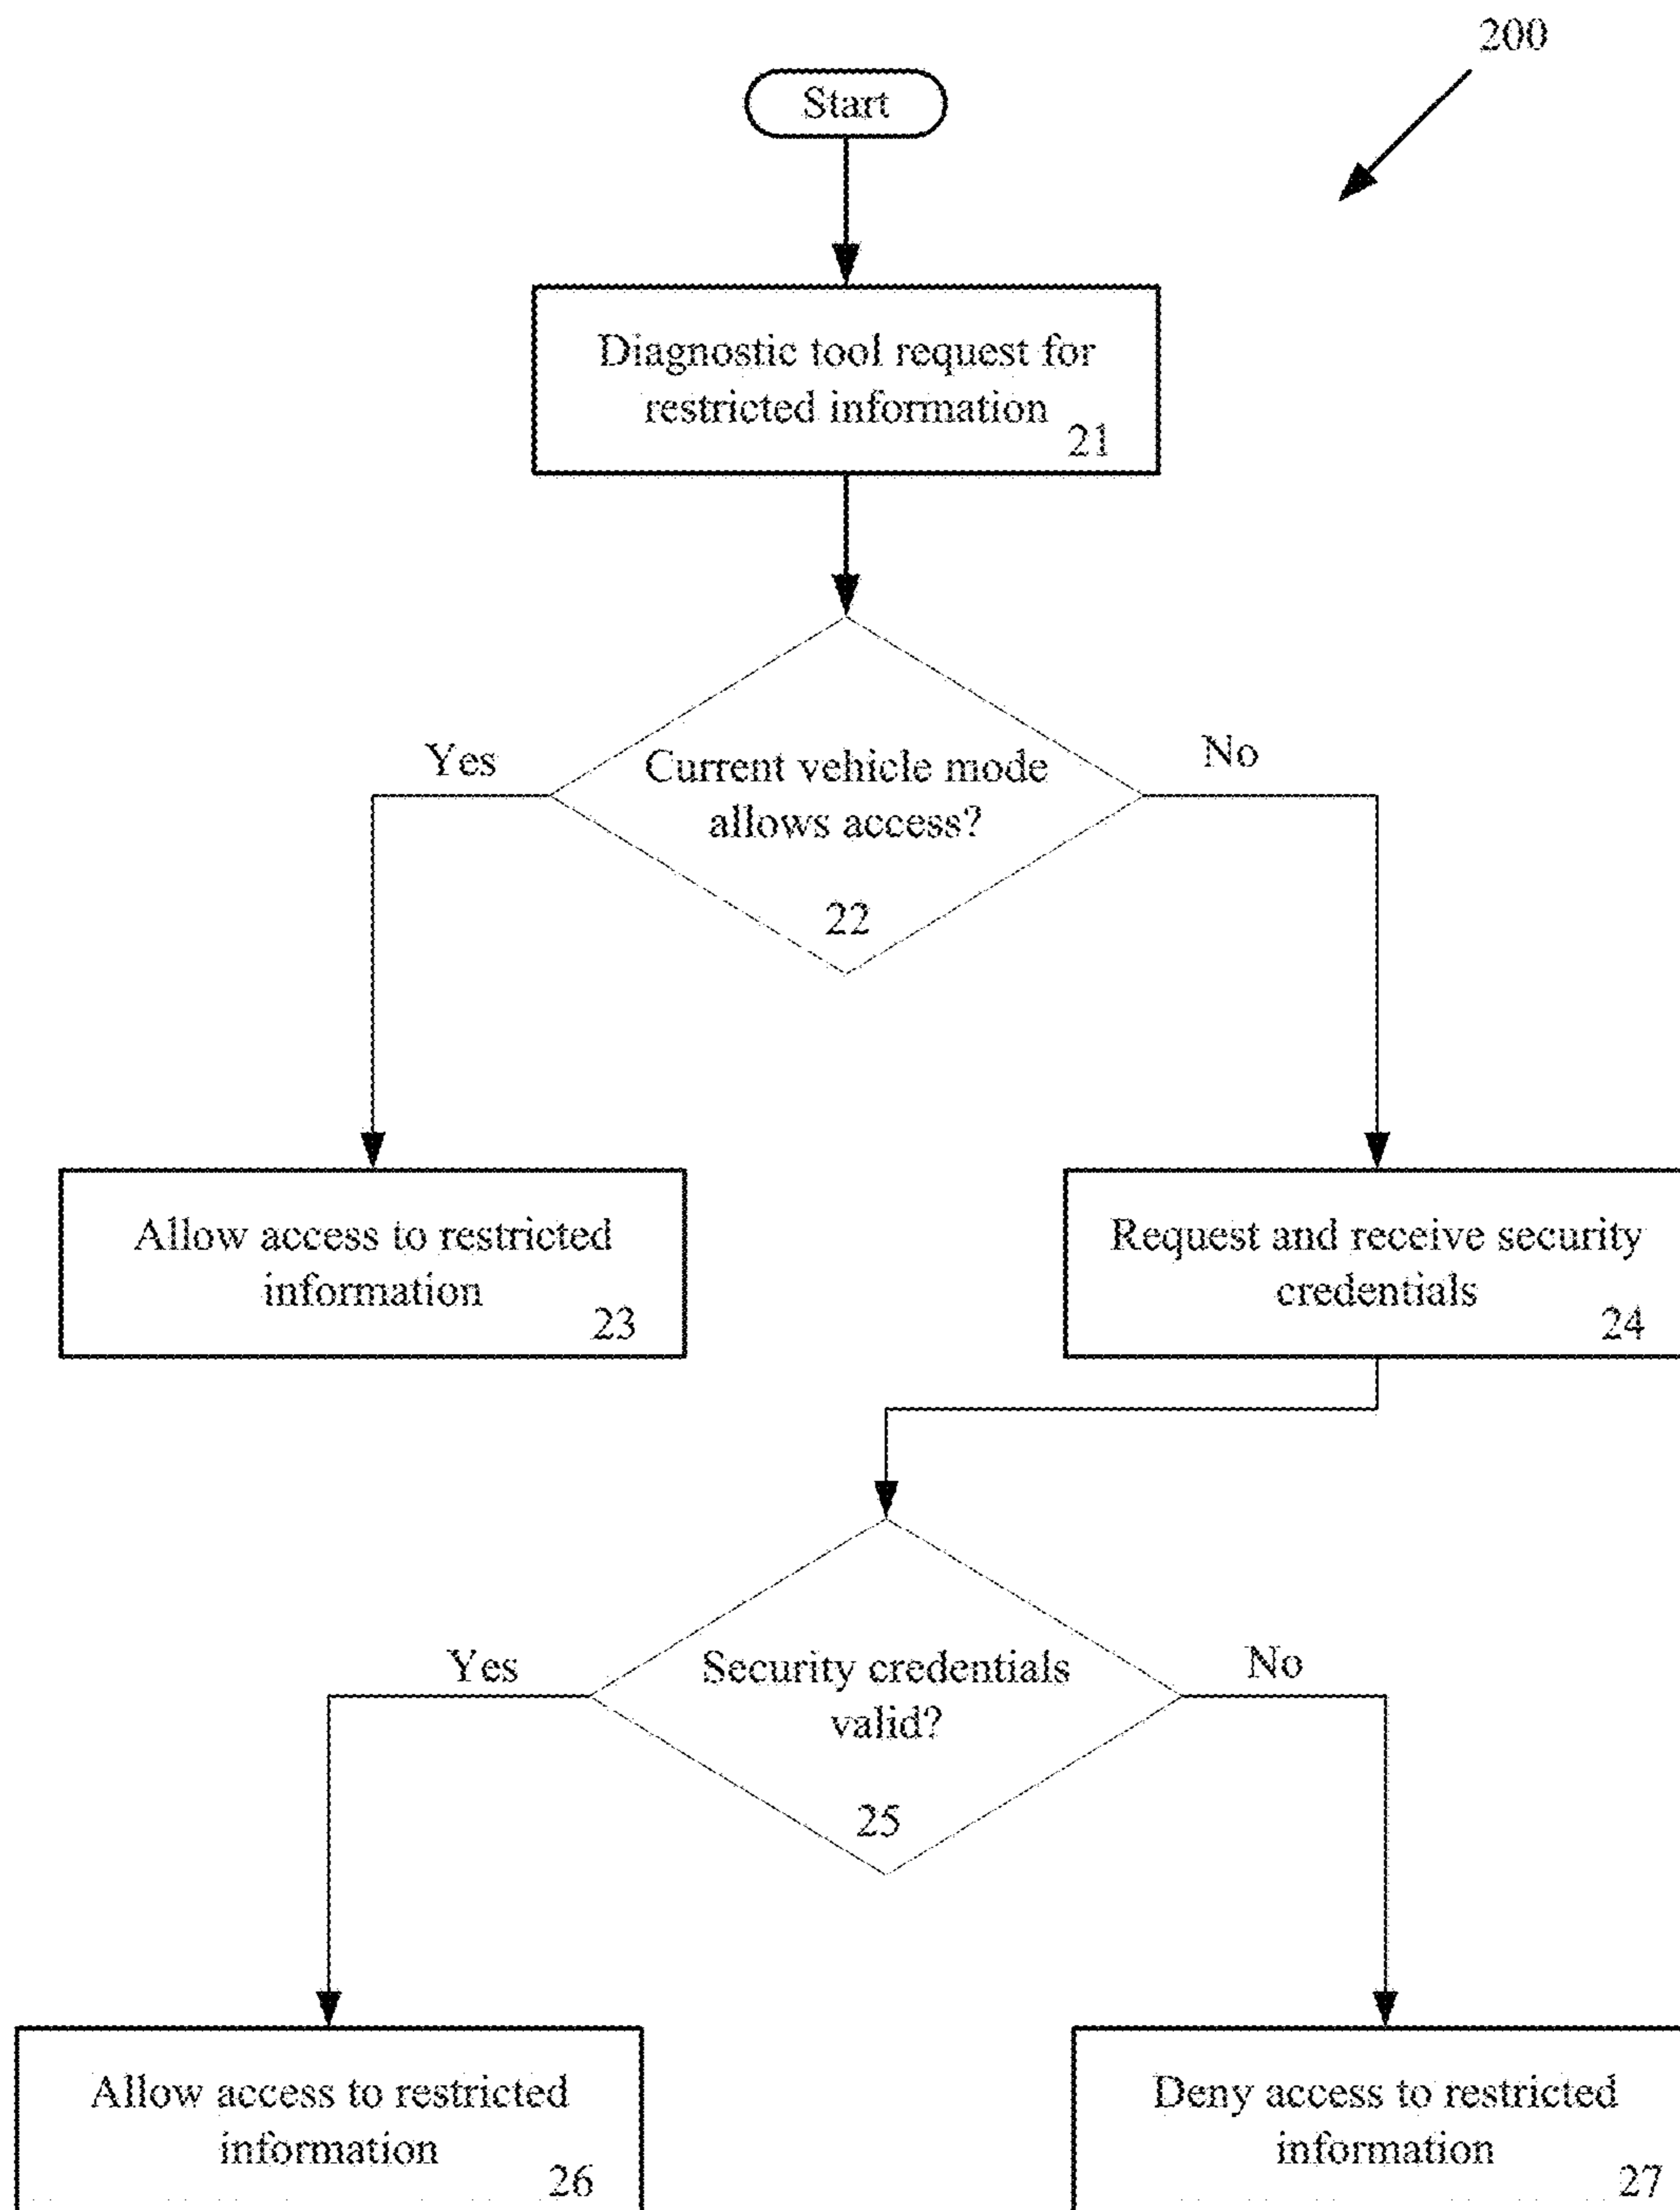 200
Start
Diagnostic tool request for
restricted information
21
Current vehicle mode
allows access?
22
Yes
No
Allow access to restricted
information
23
Request and receive security
credentials
24
Security credentials
valid?
25
Yes
No
Allow access to restricted
information
26
Deny access to restricted
information
27